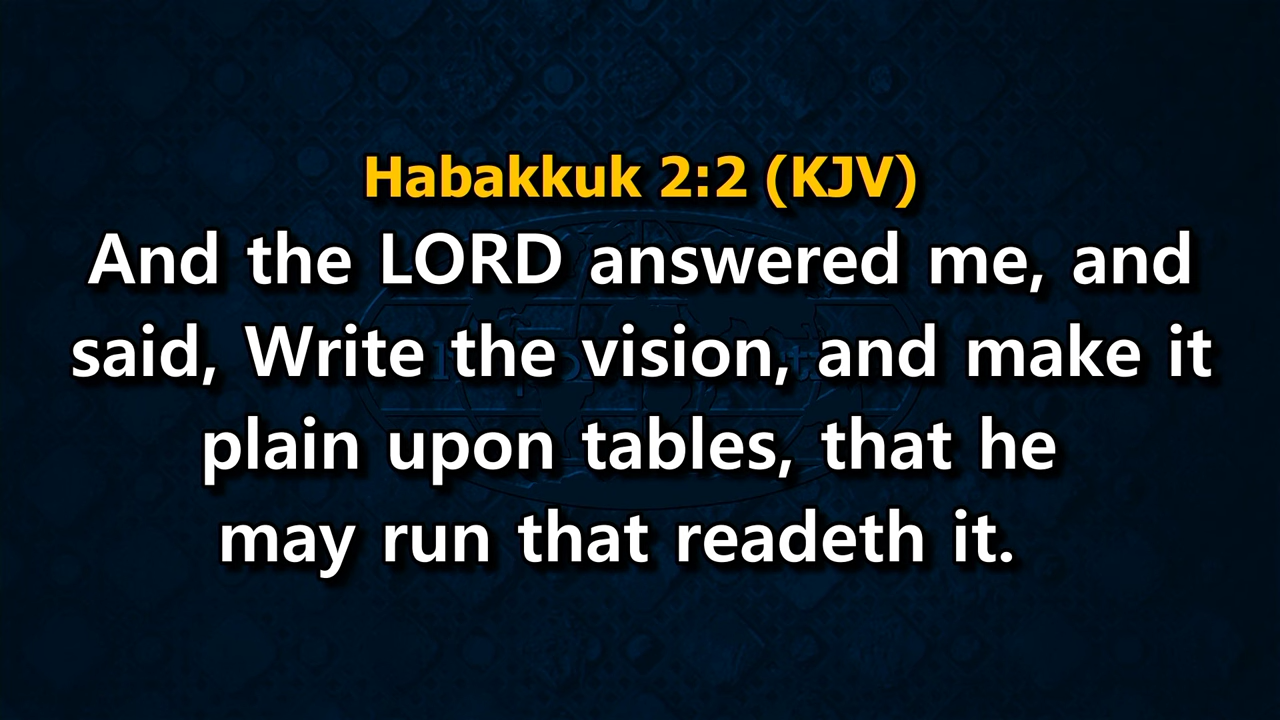 Habakkuk 2:2 (KJV)
And the LORD answered me, and
said, Write the vision, and make it
plain upon tables, that he
may run that readeth it.